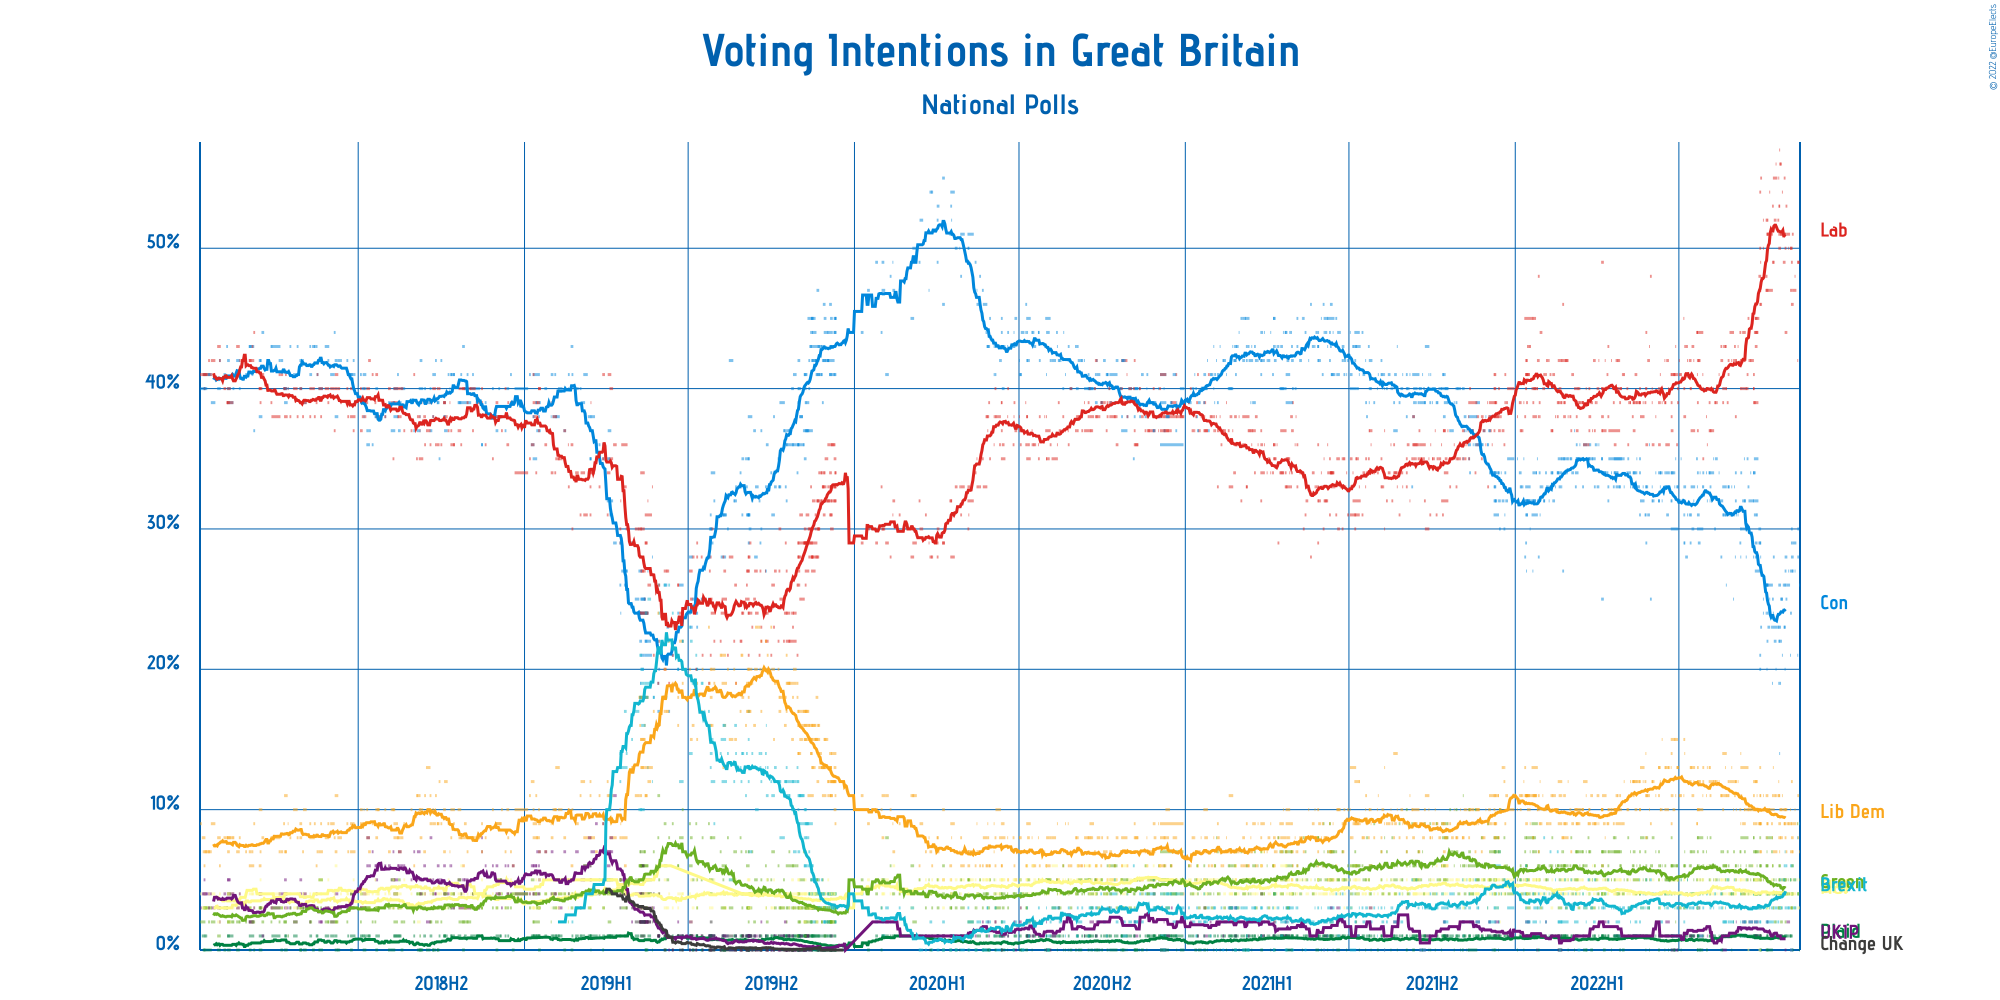 Voting Intentions in Great Britain
National Polls
© 2022 @EuropeElects
50%
40%
30%
20%
10%
0%
Lab
Con
Lib Dem
Green
Brexit
UKIP
Change UK
2018H2
2019H1
2019H2
2020H1
2020H2
2021H1
2021H2
2022H1